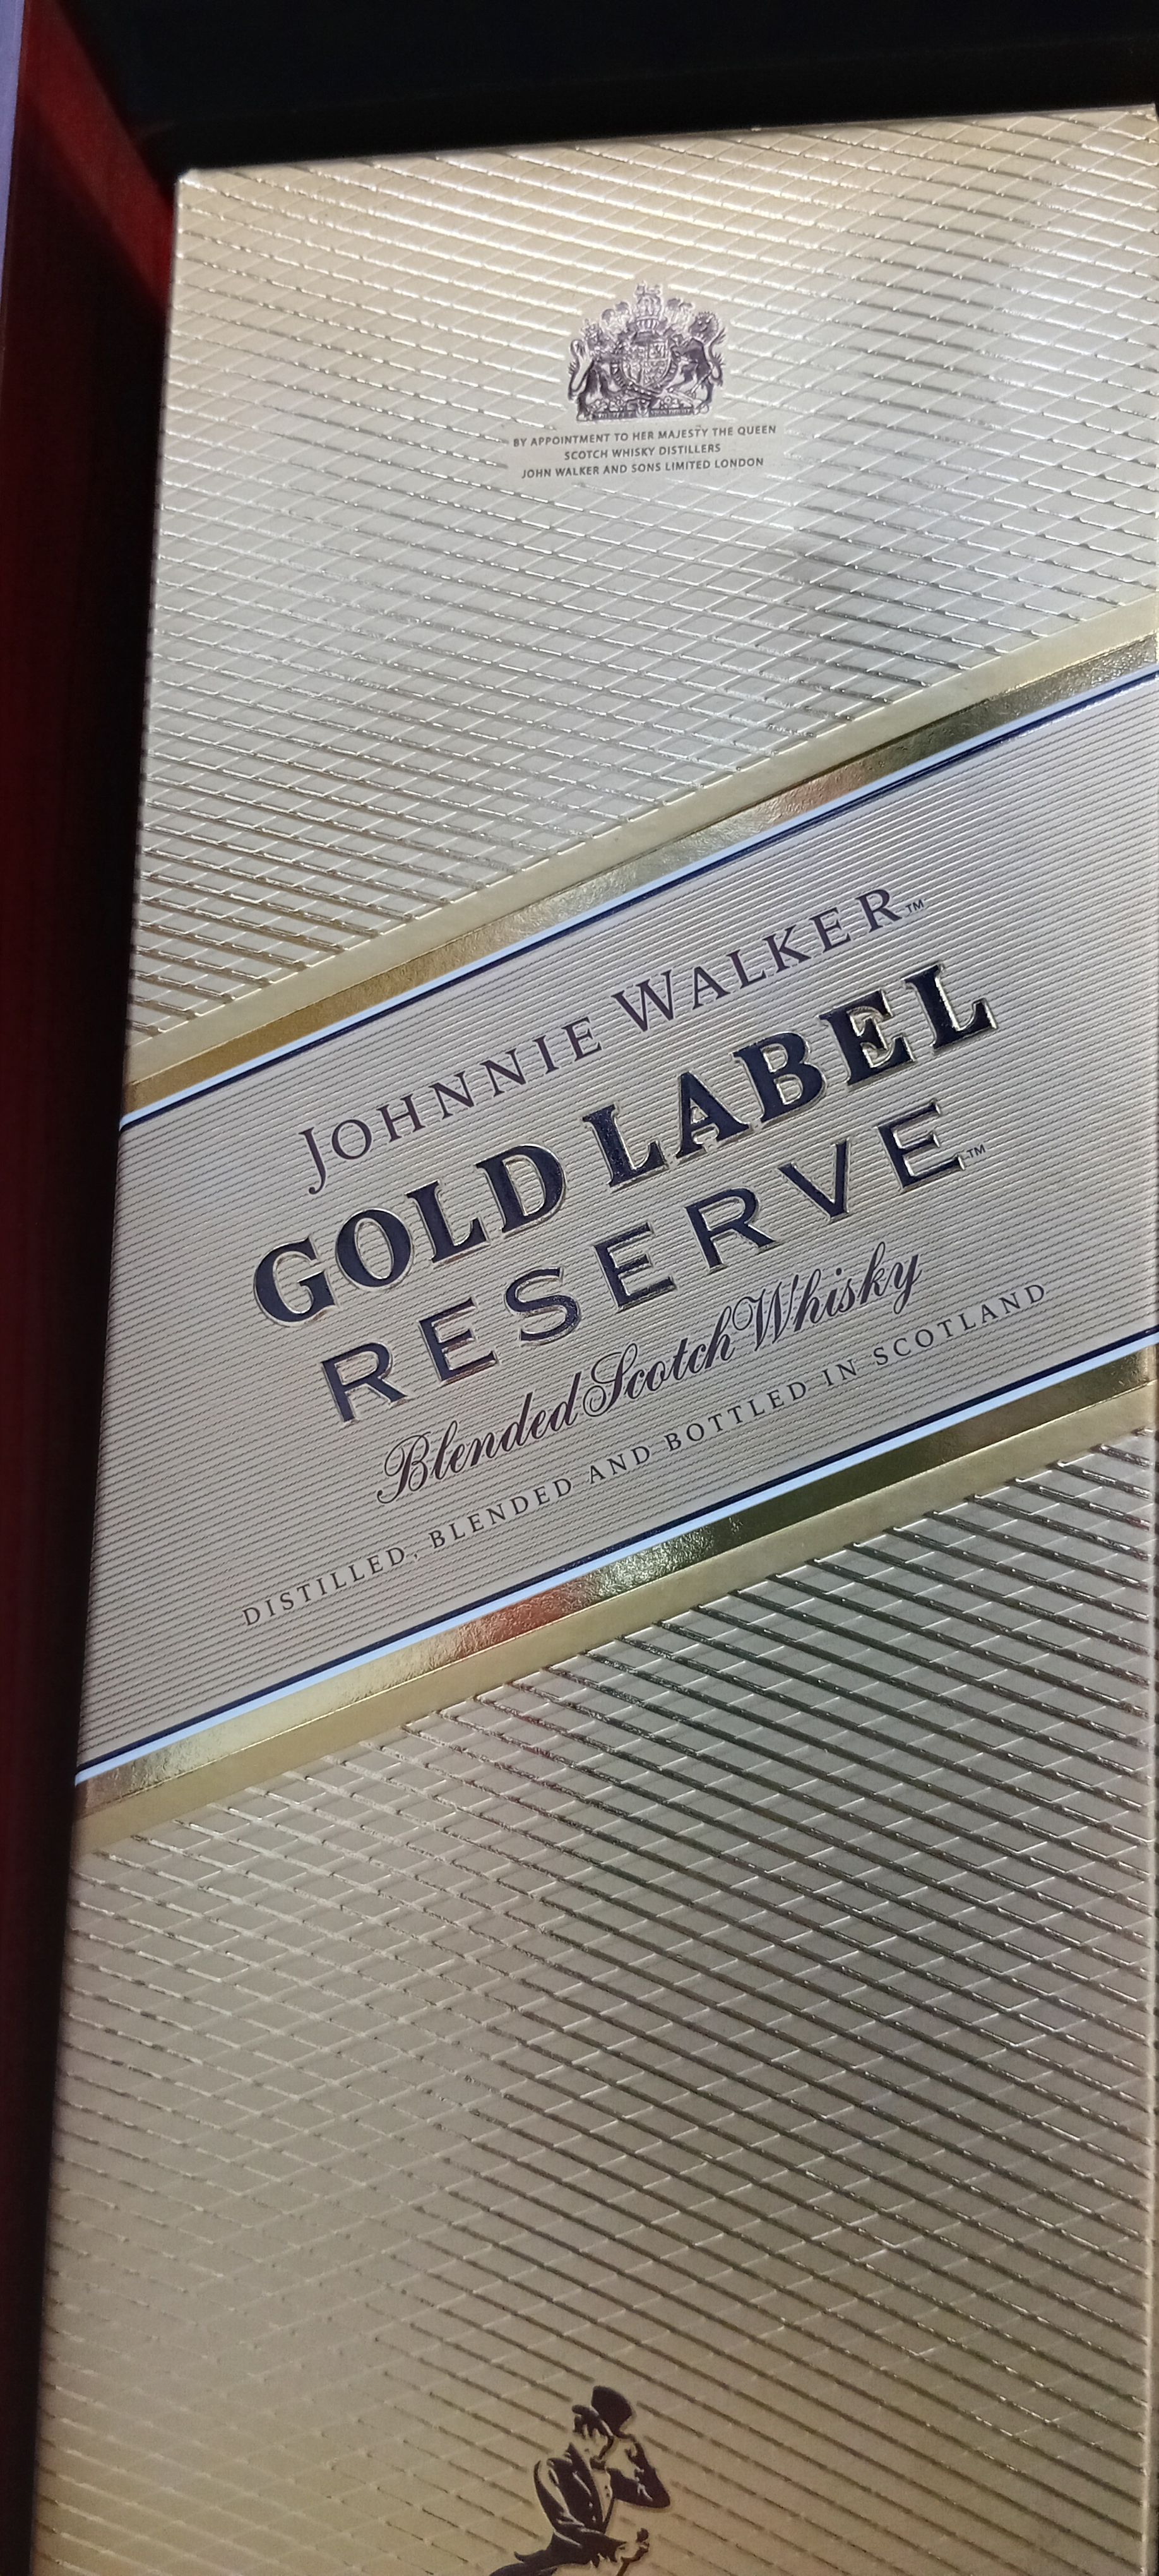 BY APPOINTMENT TO HER MAJESTY THE QUEEN
SCOTCH WHISKY DISTILLERS
JOHN WALKER AND SONS LIMITED LONDON
JOHNNIE WALKER™
GOLD LABEL
RESERVE™
Blended Scotch Whisky
DISTILLED, BLENDED AND BOTTLED IN SCOTLAND